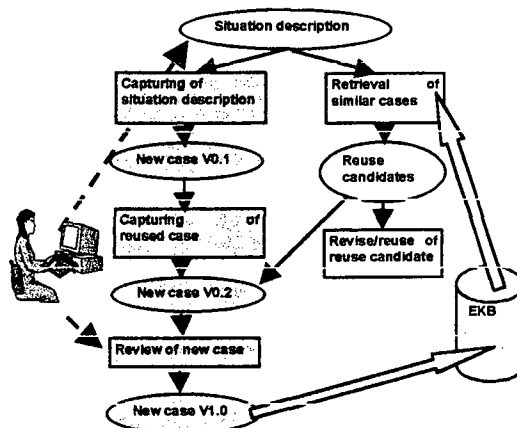 Situation description
Capturing of
situation description
Retrieval of
similar cases
New case V0.1
Reuse
candidates
Capturing of
reused case
Revise/reuse of
reuse candidate
New case V0.2
EKB
Review of new case
New case V1.0